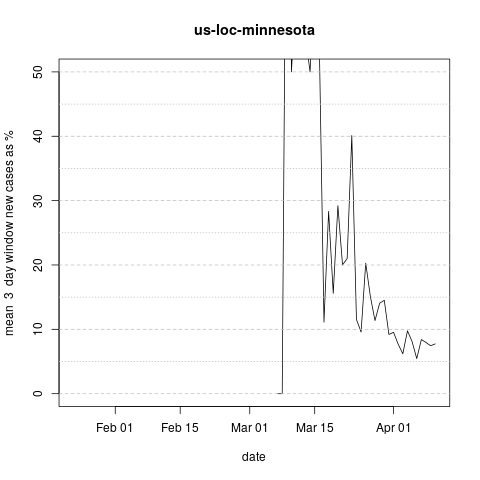 us-loc-minnesota
mean 3 day window new cases as %
50
40
30
20
10
0
Feb 01 Feb 15 Mar 01 Mar 15 Apr 01
date